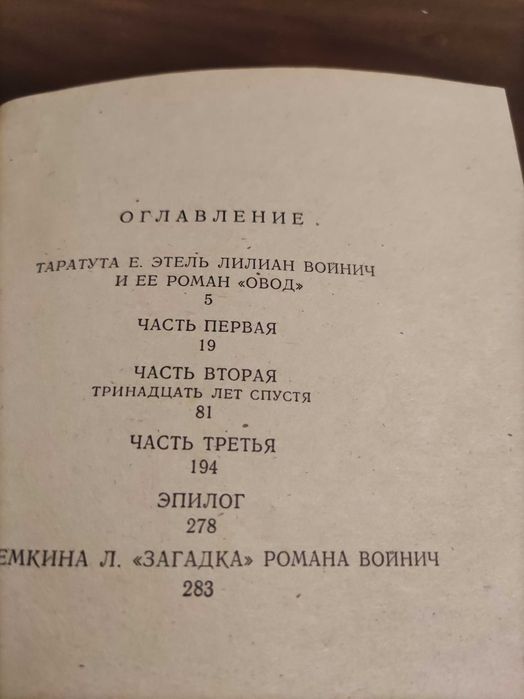 ОГЛАВЛЕНИЕ
ТАРАТУТА Е. ЭТЕЛЬ ЛИЛИАН ВОЙНИЧ
И ЕЕ РОМАН «ОВОД»
5
ЧАСТЬ ПЕРВАЯ
19
ЧАСТЬ ВТОРАЯ
ТРИНАДЦАТЬ ЛЕТ СПУСТЯ
81
ЧАСТЬ ТРЕТЬЯ
194
ЭПИЛОГ
278
ЕМКИНА Л. «ЗАГАДКА» РОМАНА ВОЙНИЧ
283